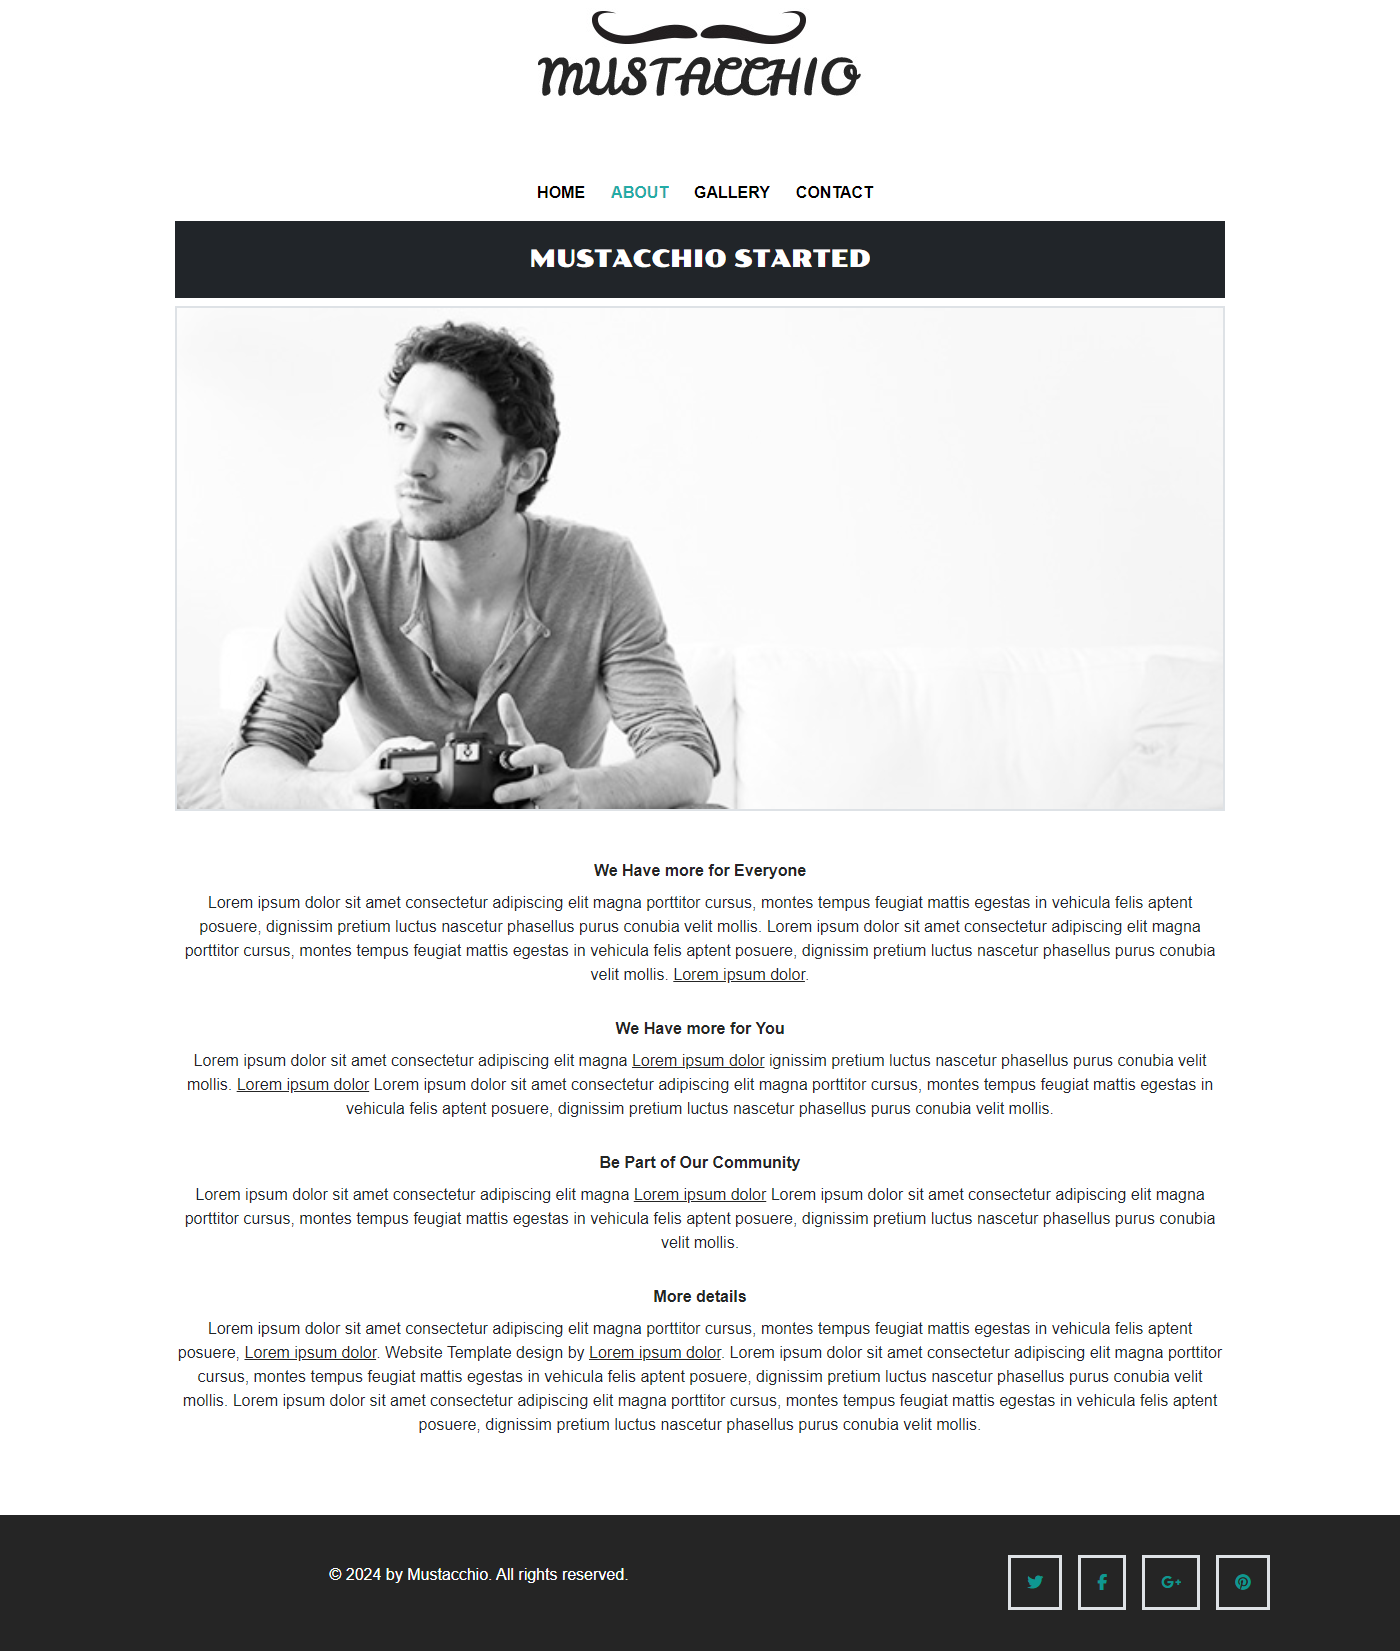 MUSTACCHIO
HOME ABOUT GALLERY CONTACT
MUSTACCHIO STARTED
We Have more for Everyone
Lorem ipsum dolor sit amet consectetur adipiscing elit magna porttitor cursus, montes tempus feugiat mattis egestas in vehicula felis aptent
posuere, dignissim pretium luctus nascetur phasellus purus conubia velit mollis. Lorem ipsum dolor sit amet consectetur adipiscing elit magna
porttitor cursus, montes tempus feugiat mattis egestas in vehicula felis aptent posuere, dignissim pretium luctus nascetur phasellus purus conubia
velit mollis. Lorem ipsum dolor.
We Have more for You
Lorem ipsum dolor sit amet consectetur adipiscing elit magna Lorem ipsum dolor ignissim pretium luctus nascetur phasellus purus conubia velit
mollis. Lorem ipsum dolor Lorem ipsum dolor sit amet consectetur adipiscing elit magna porttitor cursus, montes tempus feugiat mattis egestas in
vehicula felis aptent posuere, dignissim pretium luctus nascetur phasellus purus conubia velit mollis.
Be Part of Our Community
Lorem ipsum dolor sit amet consectetur adipiscing elit magna Lorem ipsum dolor Lorem ipsum dolor sit amet consectetur adipiscing elit magna
porttitor cursus, montes tempus feugiat mattis egestas in vehicula felis aptent posuere, dignissim pretium luctus nascetur phasellus purus conubia
velit mollis.
More details
Lorem ipsum dolor sit amet consectetur adipiscing elit magna porttitor cursus, montes tempus feugiat mattis egestas in vehicula felis aptent
posuere, Lorem ipsum dolor. Website Template design by Lorem ipsum dolor. Lorem ipsum dolor sit amet consectetur adipiscing elit magna porttitor
cursus, montes tempus feugiat mattis egestas in vehicula felis aptent posuere, dignissim pretium luctus nascetur phasellus purus conubia velit
mollis. Lorem ipsum dolor sit amet consectetur adipiscing elit magna porttitor cursus, montes tempus feugiat mattis egestas in vehicula felis aptent
posuere, dignissim pretium luctus nascetur phasellus purus conubia velit mollis.
© 2024 by Mustacchio. All rights reserved.